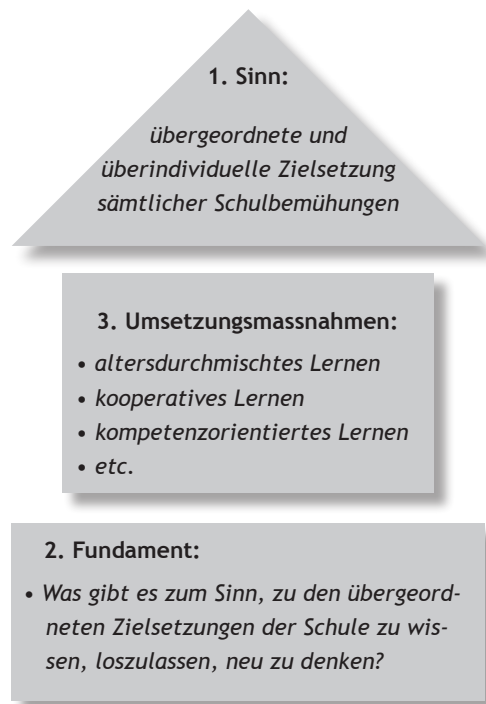 1. Sinn:
übergeordnete und
überindividuelle Zielsetzung
sämtlicher Schulbemühungen
3. Umsetzungsmassnahmen:
• altersdurchmischtes Lernen
• kooperatives Lernen
• kompetenzorientiertes Lernen
• etc.
2. Fundament:
• Was gibt es zum Sinn, zu den übergeord-
neten Zielsetzungen der Schule zu wis-
sen, loszulassen, neu zu denken?